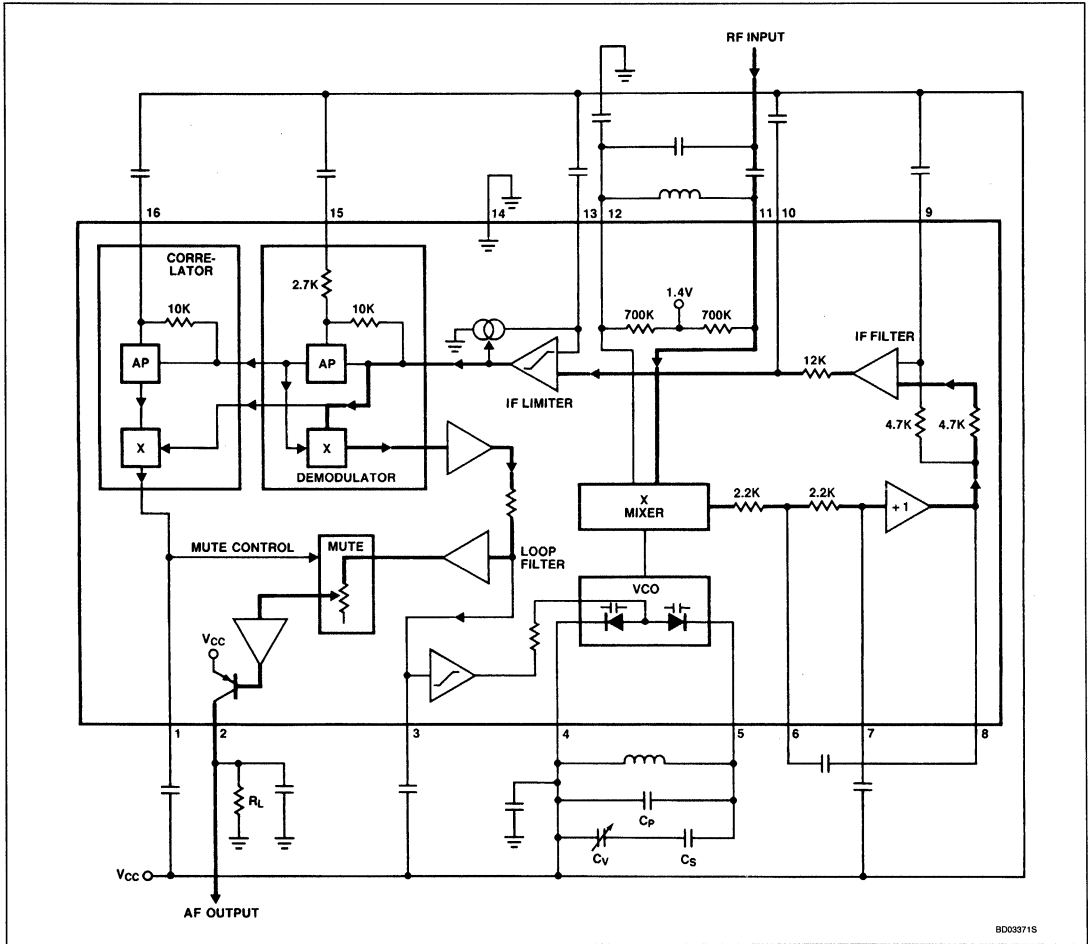 RF INPUT
16
15
14
13
12
11
10
9
CORRE-
LATOR
2.7K
1.4V
10K
10K
700K
700K
IF FILTER
AP
AP
12K
IF LIMITER
4.7K
4.7K
X
X
DEMODULATOR
X
MIXER
2.2K
2.2K
+1
MUTE CONTROL
MUTE
LOOP
FILTER
VCO
VCC
1
2
3
4
5
6
7
8
RL
CP
CV
CS
VCC
AF OUTPUT
BD03371S